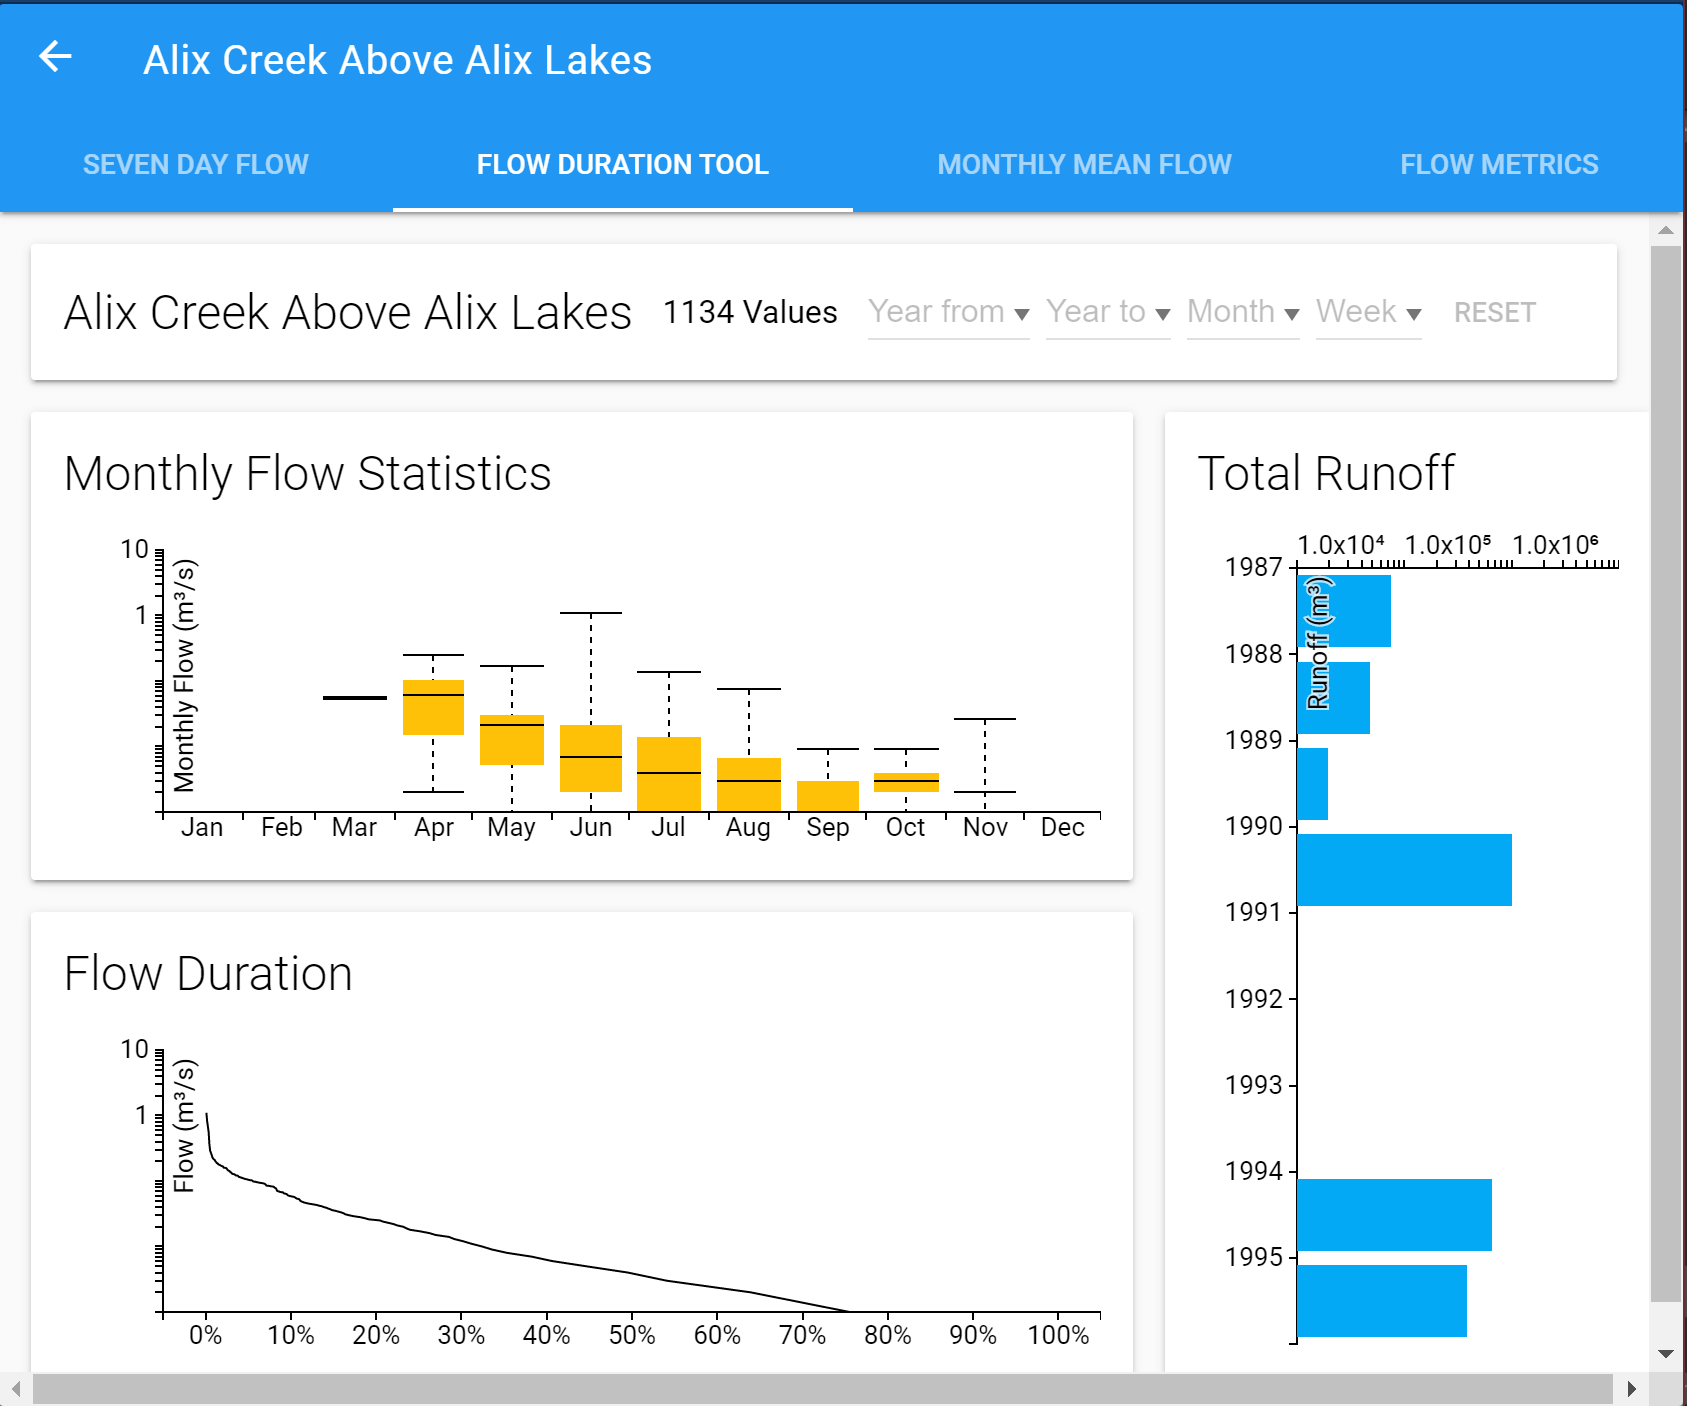 Alix Creek Above Alix Lakes
SEVEN DAY FLOW FLOW DURATION TOOL MONTHLY MEAN FLOW FLOW METRICS
Alix Creek Above Alix Lakes 1134 Values Year from Year to Month Week RESET
Monthly Flow Statistics
10
1
Monthly Flow (m³/s)
Jan Feb Mar Apr May Jun Jul Aug Sep Oct Nov Dec
Flow Duration
10
1
Flow (m³/s)
0% 10% 20% 30% 40% 50% 60% 70% 80% 90% 100%
Total Runoff
1.0x10⁴ 1.0x10⁵ 1.0x10⁶
Runoff (m³)
1987
1988
1989
1990
1991
1992
1993
1994
1995